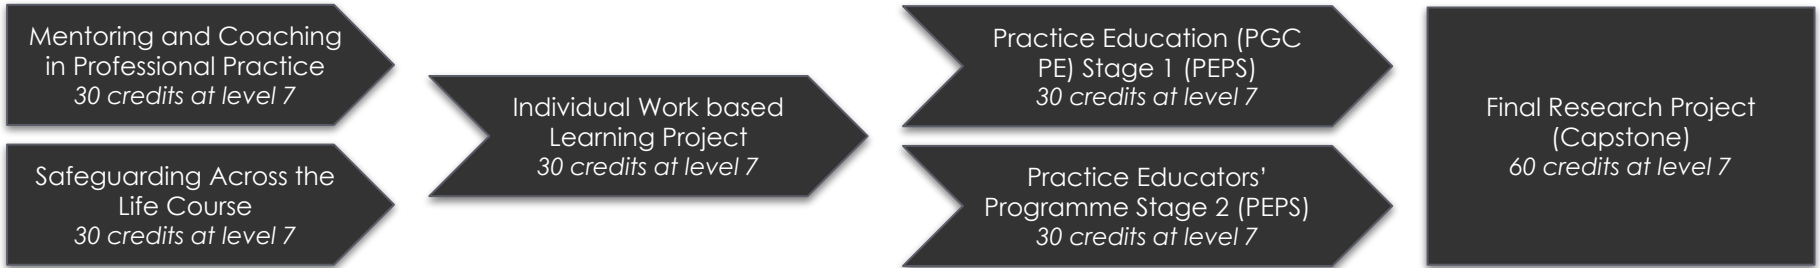 Mentoring and Coaching
in Professional Practice
30 credits at level 7
Safeguarding Across the
Life Course
30 credits at level 7
Individual Work based
Learning Project
30 credits at level 7
Practice Education (PGC
PE) Stage 1 (PEPS)
30 credits at level 7
Practice Educators’
Programme Stage 2 (PEPS)
30 credits at level 7
Final Research Project
(Capstone)
60 credits at level 7